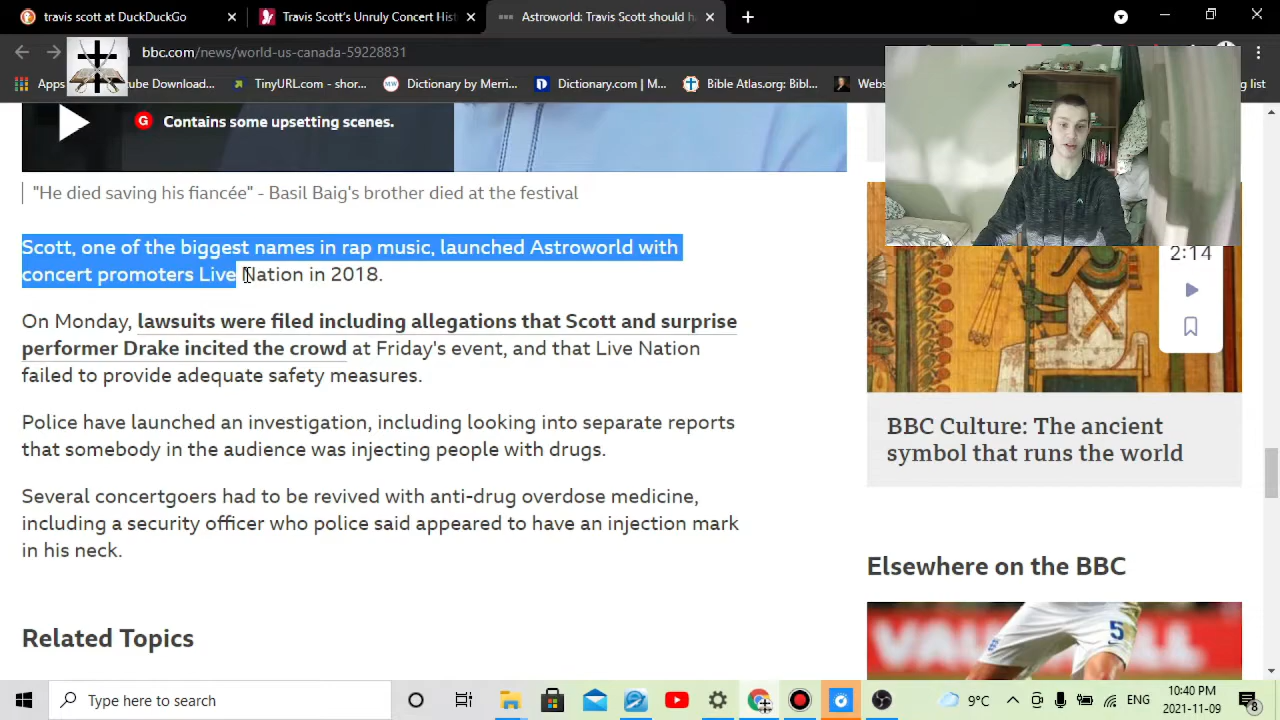 travis scott at DuckDuckGo
Travis Scott's Unruly Concert His
Astroworld: Travis Scott should ha
bbc.com/news/world-us-canada-59228831
Apps
tube Download...
TinyURL.com - shor...
MW
Dictionary by Merri...
D
Dictionary.com | M...
Bible Atlas.org: Bibl...
Webs
g list
G Contains some upsetting scenes.
"He died saving his fiancée" - Basil Baig's brother died at the festival
Scott, one of the biggest names in rap music, launched Astroworld with
concert promoters Live Nation in 2018.
On Monday, lawsuits were filed including allegations that Scott and surprise
performer Drake incited the crowd at Friday's event, and that Live Nation
failed to provide adequate safety measures.
Police have launched an investigation, including looking into separate reports
that somebody in the audience was injecting people with drugs.
Several concertgoers had to be revived with anti-drug overdose medicine,
including a security officer who police said appeared to have an injection mark
in his neck.
Related Topics
2:14
BBC Culture: The ancient
symbol that runs the world
Elsewhere on the BBC
VAUXHALL
5
Type here to search
9°C
ENG
10:40 PM
2021-11-09
8